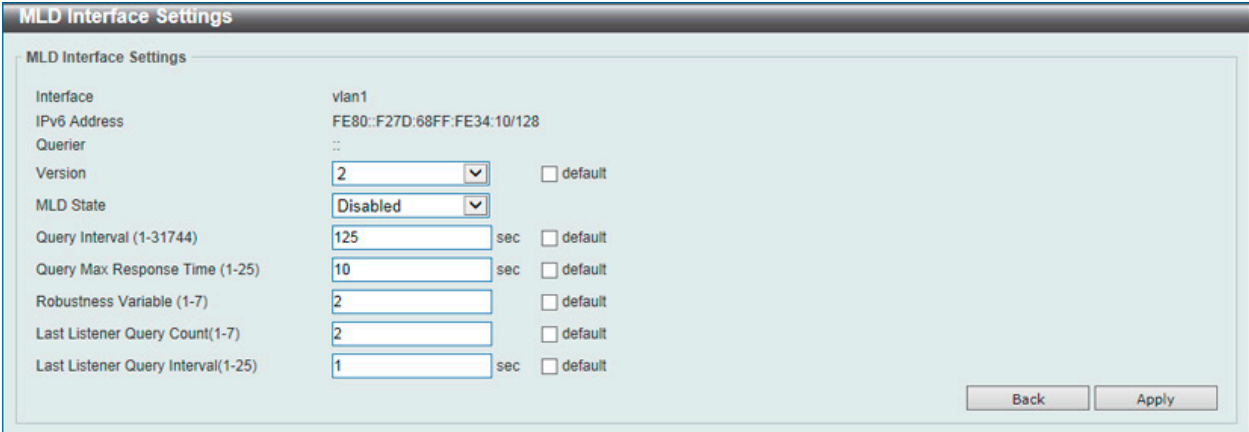 MLD Interface Settings
MLD Interface Settings
Interface vlan1
IPv6 Address FE80::F27D:68FF:FE34:10/128
Querier ::
Version 2 default
MLD State Disabled
Query Interval (1-31744) 125 sec default
Query Max Response Time (1-25) 10 sec default
Robustness Variable (1-7) 2 default
Last Listener Query Count(1-7) 2 default
Last Listener Query Interval(1-25) 1 sec default
Back Apply